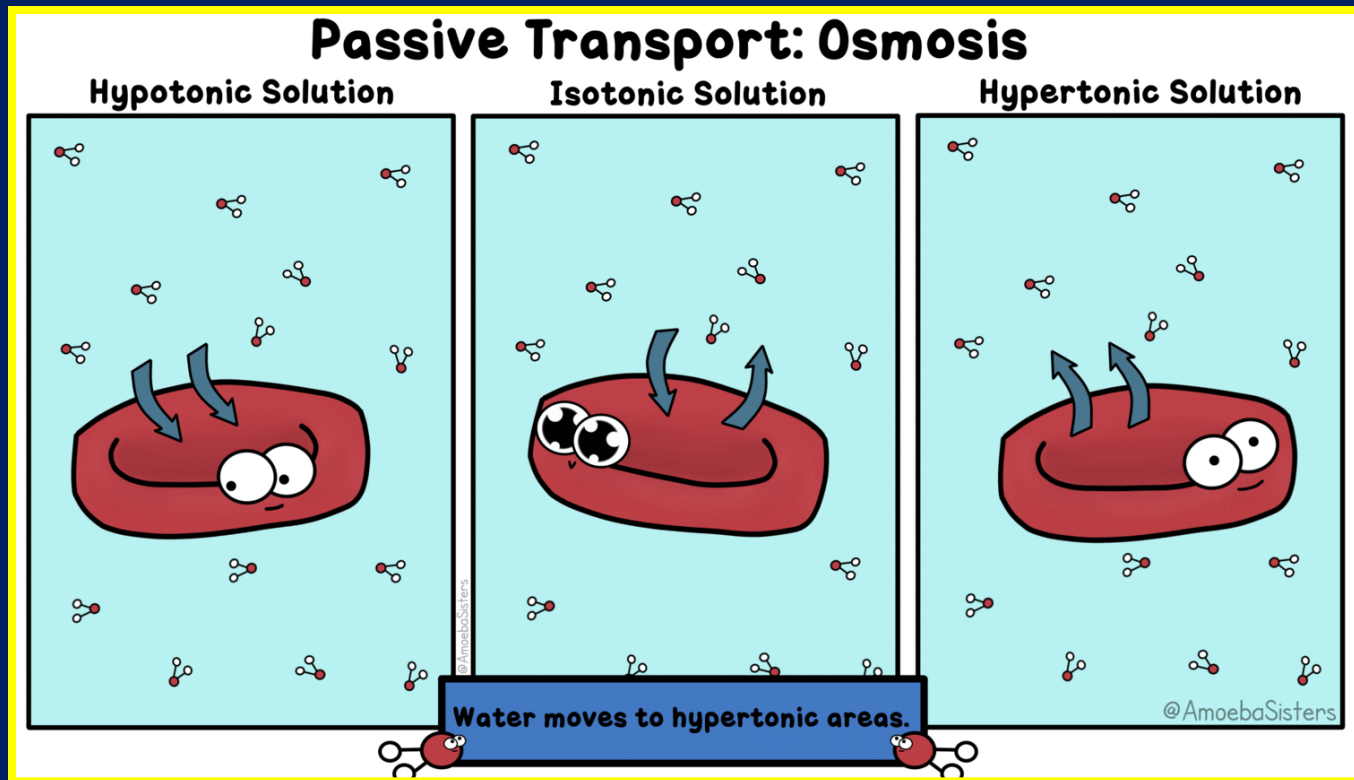 Passive Transport: Osmosis
Hypotonic Solution
Isotonic Solution
Hypertonic Solution
@AmoebaSisters
Water moves to hypertonic areas.
@AmoebaSisters